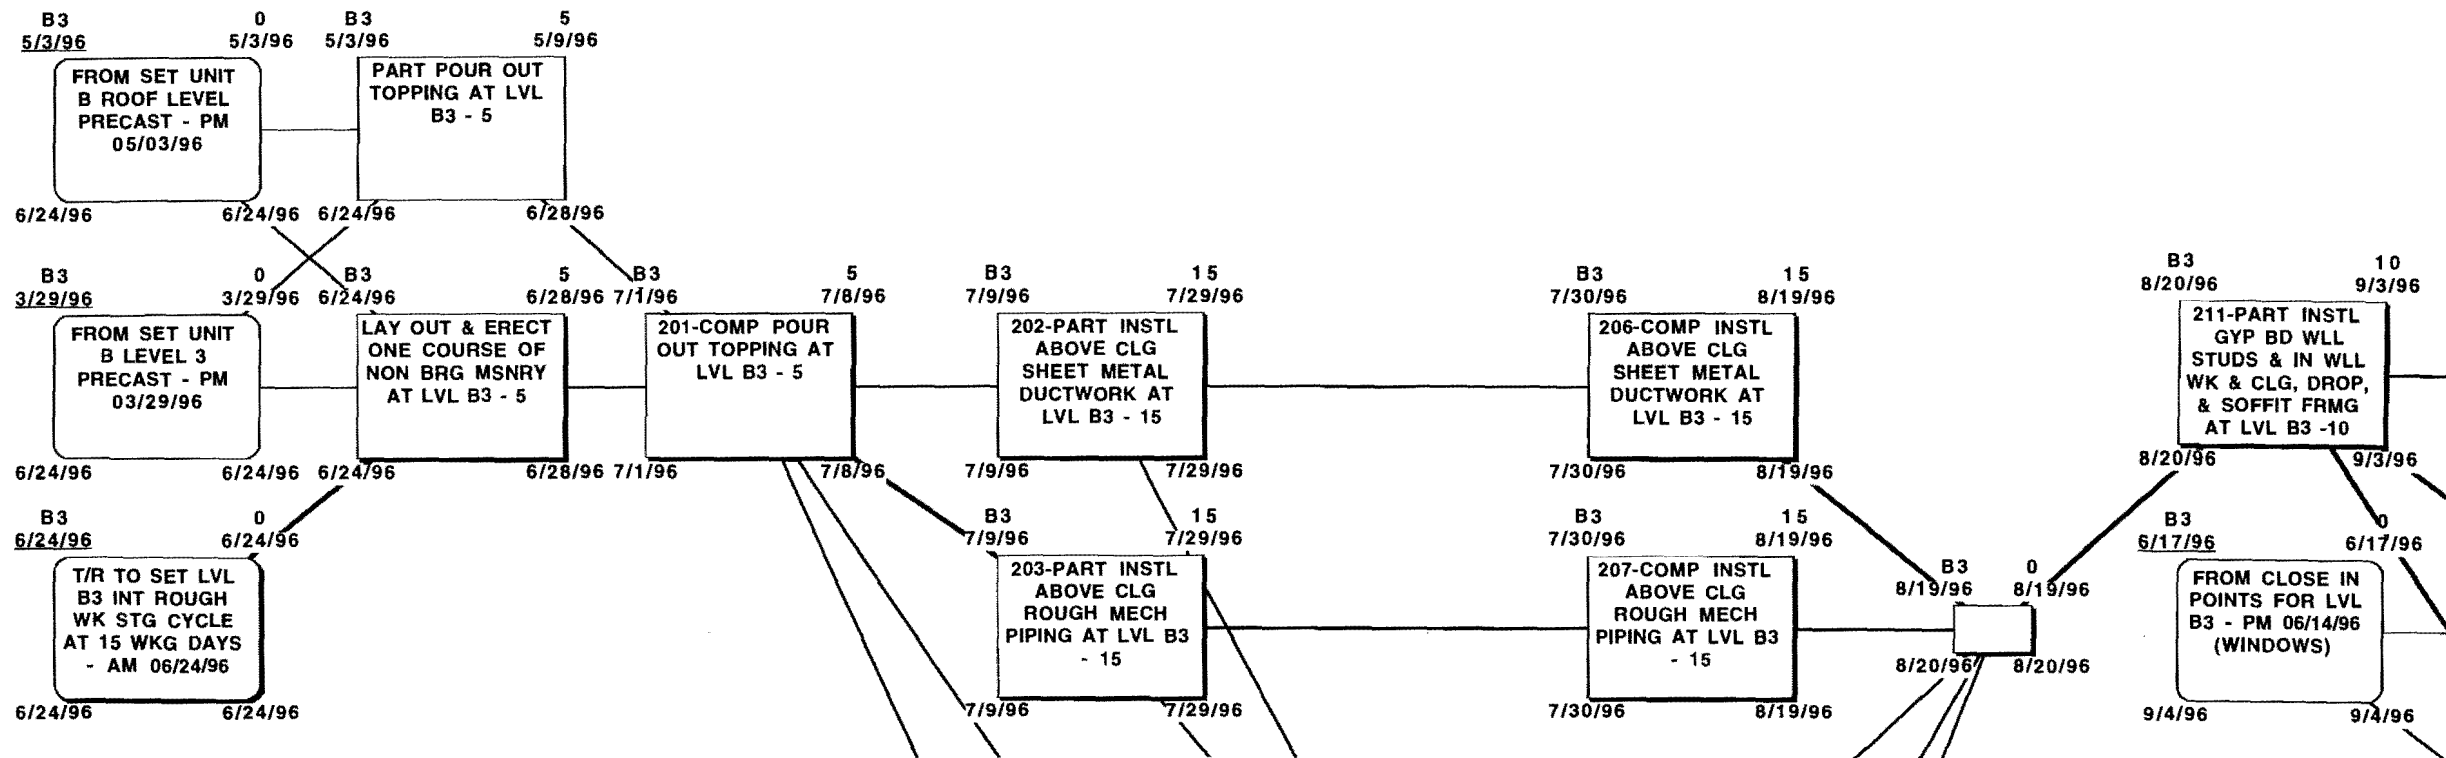 B3 0
5/3/96 5/3/96
FROM SET UNIT
B ROOF LEVEL
PRECAST - PM
05/03/96
6/24/96 6/24/96
B3 5
5/3/96 5/9/96
PART POUR OUT
TOPPING AT LVL
B3 - 5
6/24/96 6/28/96
B3 0
3/29/96 3/29/96
FROM SET UNIT
B LEVEL 3
PRECAST - PM
03/29/96
6/24/96 6/24/96
B3 5
6/24/96 6/28/96
LAY OUT & ERECT
ONE COURSE OF
NON BRG MSNRY
AT LVL B3 - 5
6/24/96 6/28/96
B3 5
7/1/96 7/8/96
201-COMP POUR
OUT TOPPING AT
LVL B3 - 5
7/1/96 7/8/96
B3 15
7/9/96 7/29/96
202-PART INSTL
ABOVE CLG
SHEET METAL
DUCTWORK AT
LVL B3 - 15
7/9/96 7/29/96
B3 15
7/30/96 8/19/96
206-COMP INSTL
ABOVE CLG
SHEET METAL
DUCTWORK AT
LVL B3 - 15
7/30/96 8/19/96
B3 10
8/20/96 9/3/96
211-PART INSTL
GYP BD WLL
STUDS & IN WLL
WK & CLG, DROP,
& SOFFIT FRMG
AT LVL B3 -10
8/20/96 9/3/96
B3 0
6/24/96 6/24/96
T/R TO SET LVL
B3 INT ROUGH
WK STG CYCLE
AT 15 WKG DAYS
- AM 06/24/96
6/24/96 6/24/96
B3 15
7/9/96 7/29/96
203-PART INSTL
ABOVE CLG
ROUGH MECH
PIPING AT LVL B3
- 15
7/9/96 7/29/96
B3 15
7/30/96 8/19/96
207-COMP INSTL
ABOVE CLG
ROUGH MECH
PIPING AT LVL B3
- 15
7/30/96 8/19/96
B3 0
8/19/96 8/19/96
8/20/96 8/20/96
B3 0
6/17/96 6/17/96
FROM CLOSE IN
POINTS FOR LVL
B3 - PM 06/14/96
(WINDOWS)
9/4/96 9/4/96